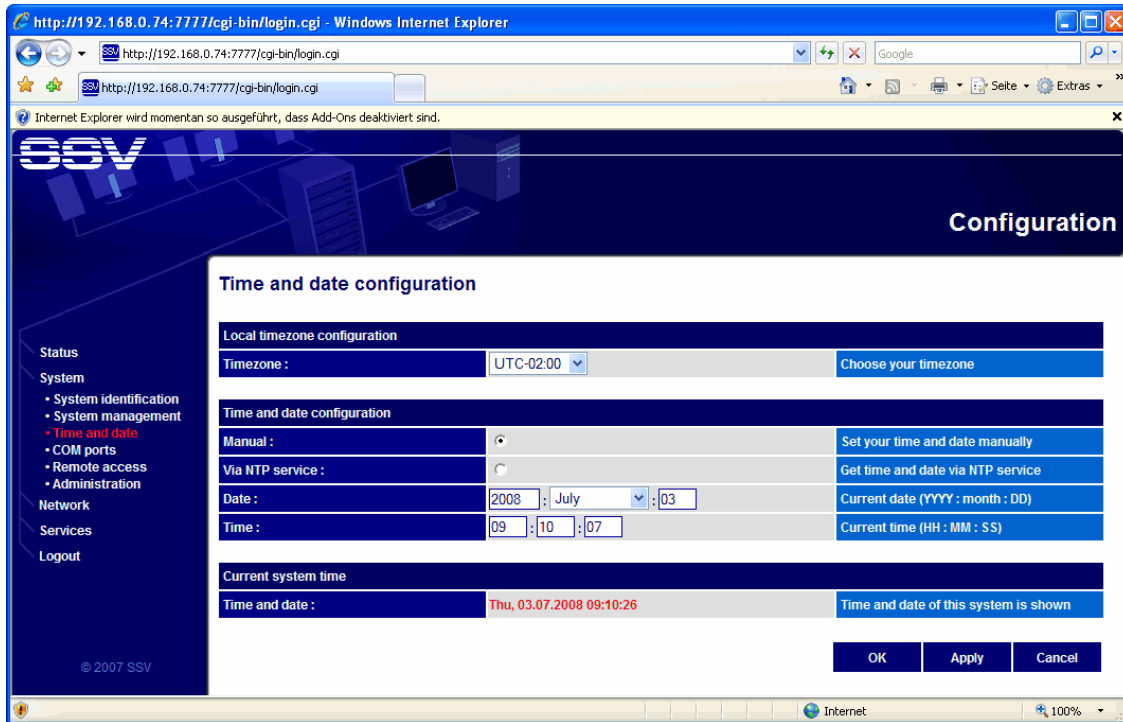 http://192.168.0.74:7777/cgi-bin/login.cgi - Windows Internet Explorer
SSV http://192.168.0.74:7777/cgi-bin/login.cgi Google
SSV http://192.168.0.74:7777/cgi-bin/login.cgi Seite Extras »
Internet Explorer wird momentan so ausgeführt, dass Add-Ons deaktiviert sind.
SSV
Configuration
Status
System
• System identification
• System management
• Time and date
• COM ports
• Remote access
• Administration
Network
Services
Logout
© 2007 SSV
Time and date configuration
Local timezone configuration
Timezone : UTC-02:00 Choose your timezone
Time and date configuration
Manual : Set your time and date manually
Via NTP service : Get time and date via NTP service
Date : 2008 : July : 03 Current date (YYYY : month : DD)
Time : 09 : 10 : 07 Current time (HH : MM : SS)
Current system time
Time and date : Thu, 03.07.2008 09:10:26 Time and date of this system is shown
OK Apply Cancel
Internet 100%